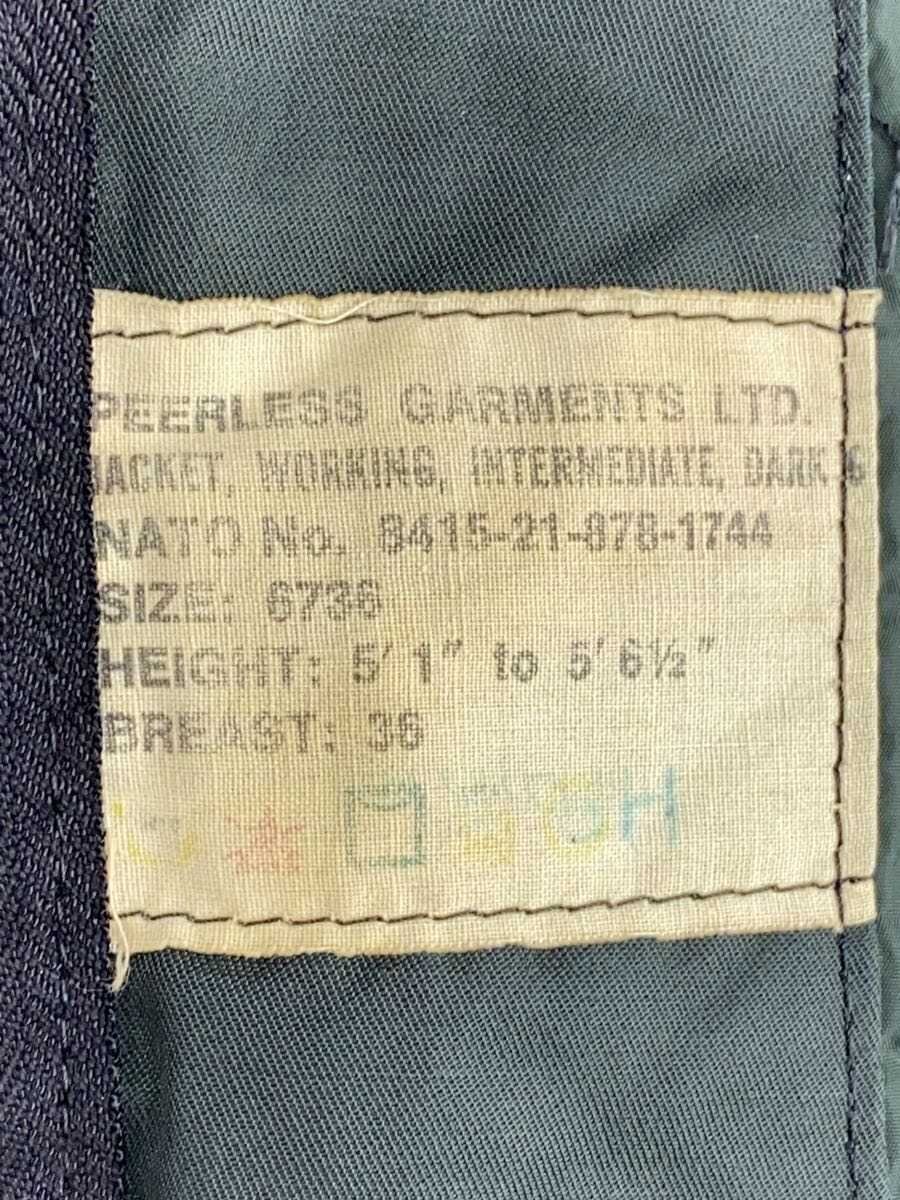 PEERLESS GARMENTS LTD.
JACKET, WORKING, INTERMEDIATE, DARK G
NATO No. 8415-21-878-1744
SIZE: 6736
HEIGHT: 5' 1" to 5' 6½"
BREAST: 36